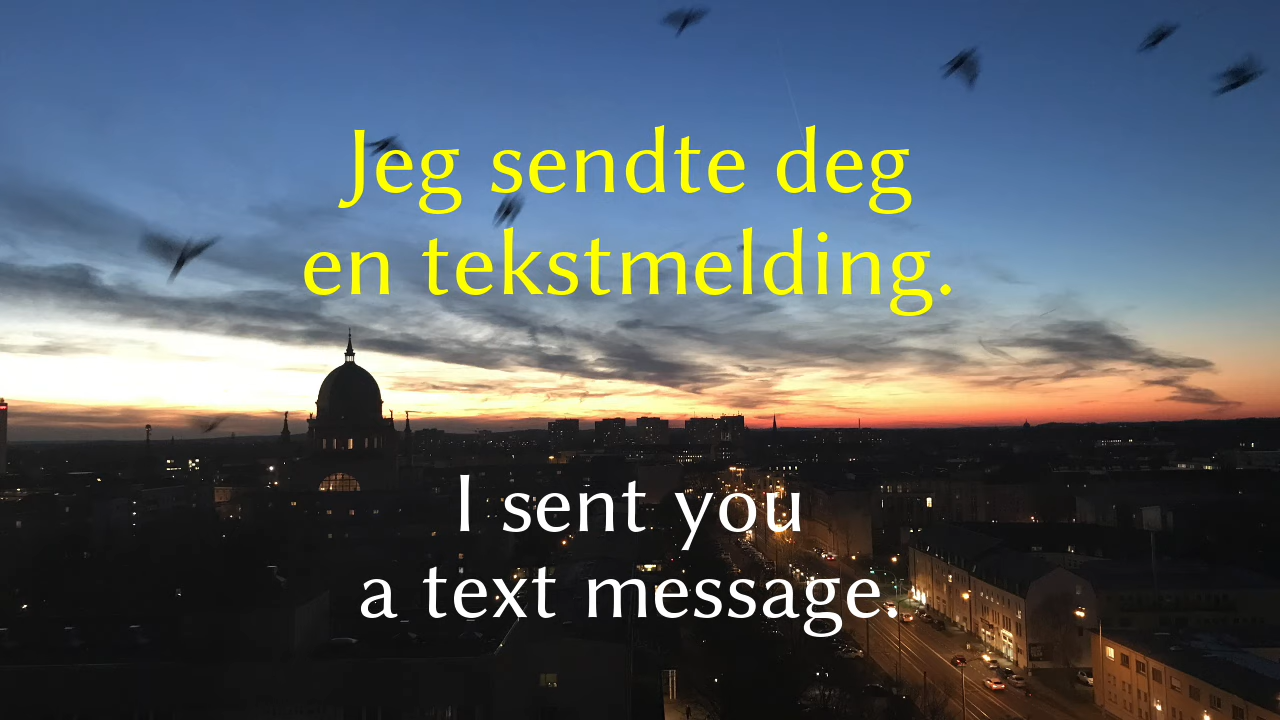 Jeg sendte deg
en tekstmelding.
I sent you
a text message.